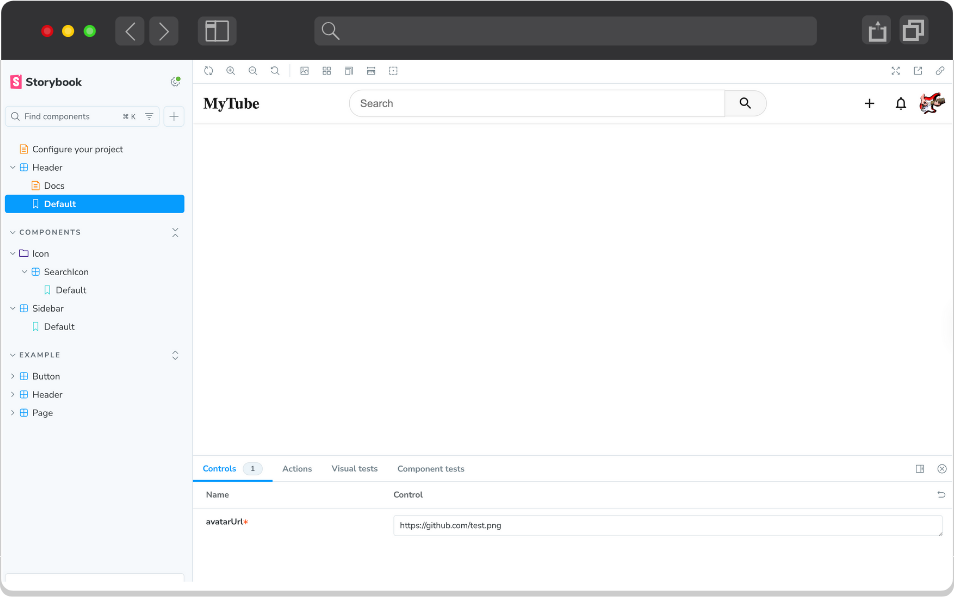 Storybook
Find components ⌘ K
Configure your project
Header
Docs
Default
COMPONENTS
Icon
SearchIcon
Default
Sidebar
Default
EXAMPLE
Button
Header
Page
MyTube
Search
Controls 1 Actions Visual tests Component tests
Name Control
avatarUrl* https://github.com/test.png